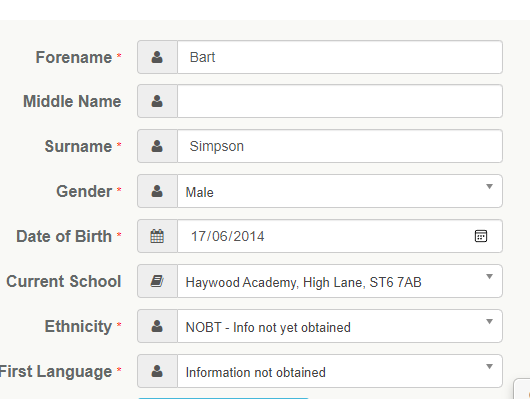 Forename * Bart
Middle Name
Surname * Simpson
Gender * Male
Date of Birth * 17/06/2014
Current School Haywood Academy, High Lane, ST6 7AB
Ethnicity * NOBT - Info not yet obtained
First Language * Information not obtained